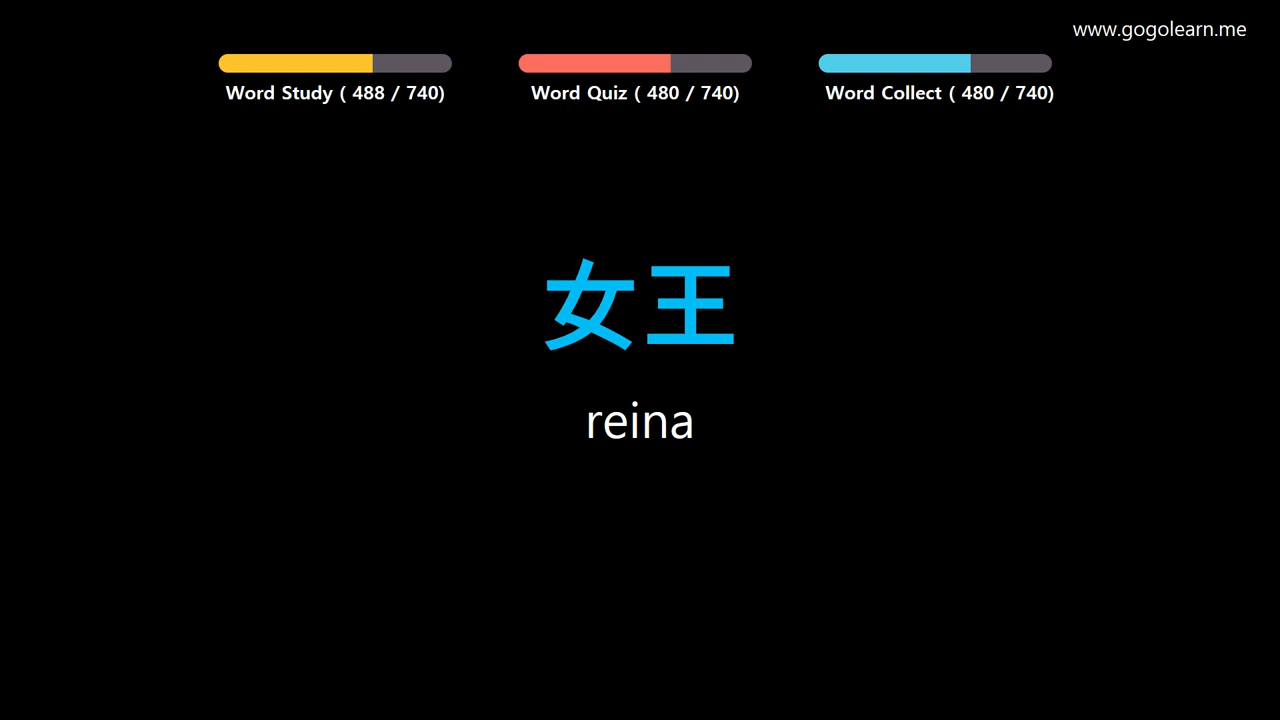 www.gogolearn.me
Word Study ( 488 / 740)
Word Quiz ( 480 / 740)
Word Collect ( 480 / 740)
女王
reina